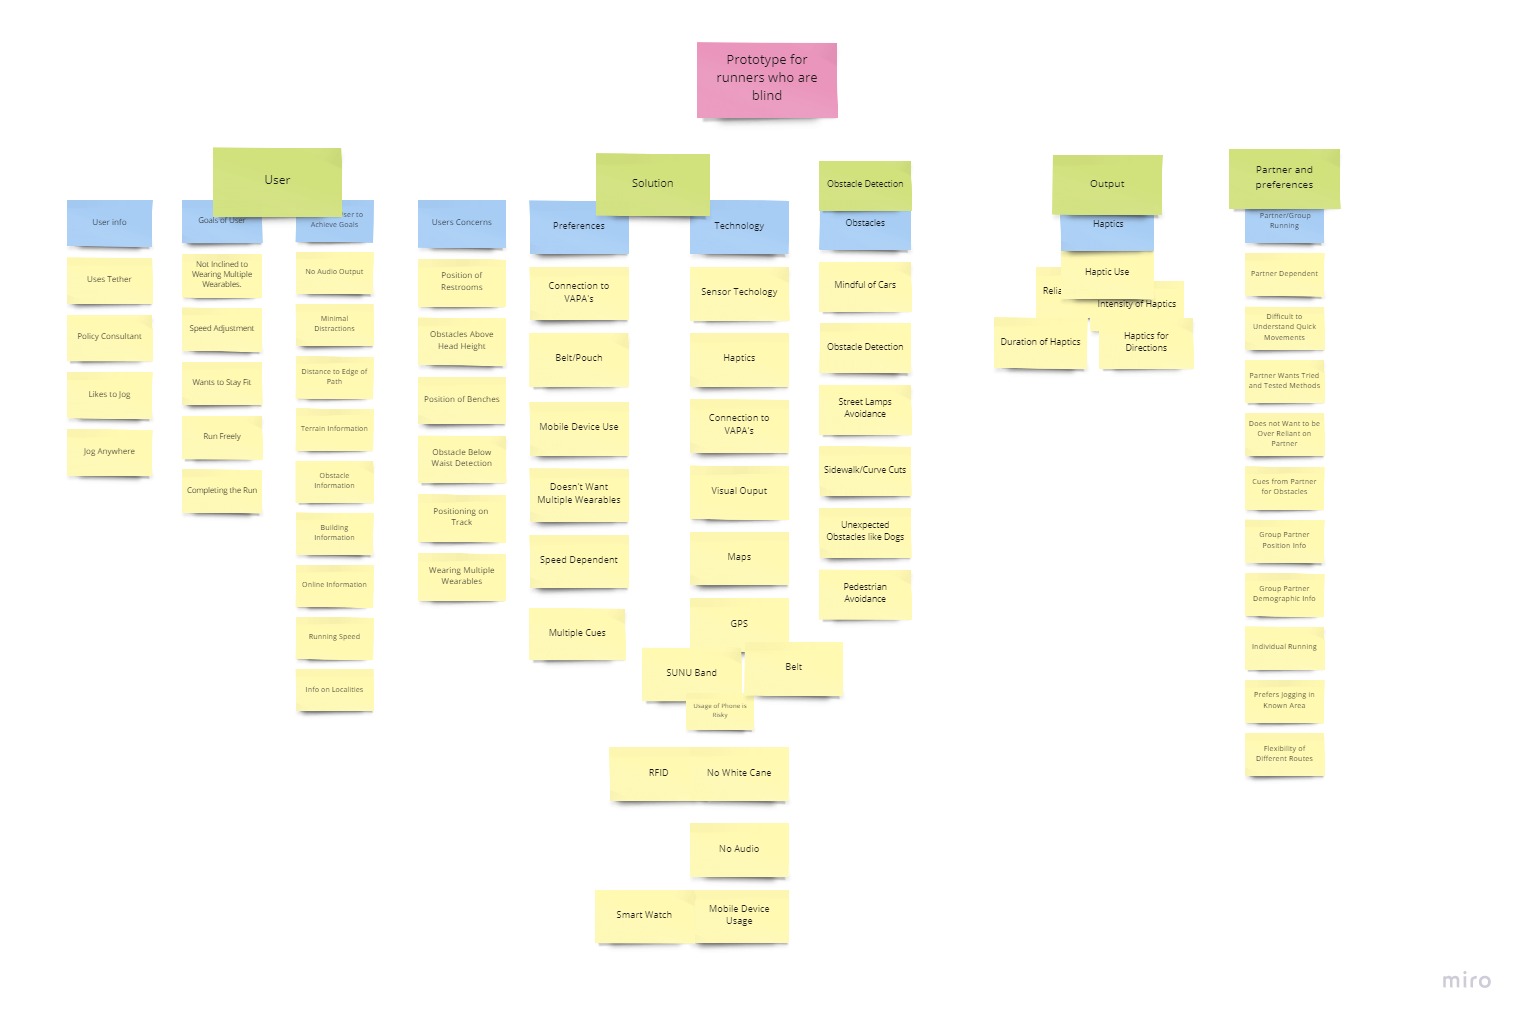 Prototype for
runners who are
blind
User
User info
Uses Tether
Policy Consultant
Likes to Jog
Jog Anywhere
Goals of User
Not Inclined to
Wearing Multiple
Wearables.
Speed Adjustment
Wants to Stay Fit
Run Freely
Completing the Run
to
Achieve Goals
No Audio Output
Minimal
Distractions
Distance to Edge of
Path
Terrain Information
Obstacle
Information
Building
Information
Online Information
Running Speed
Info on Localities
Users Concerns
Position of
Restrooms
Obstacles Above
Head Height
Position of Benches
Obstacle Below
Waist Detection
Positioning on
Track
Wearing Multiple
Wearables
Solution
Preferences
Connection to
VAPA's
Belt/Pouch
Mobile Device Use
Doesn't Want
Multiple Wearables
Speed Dependent
Multiple Cues
Technology
Sensor Techology
Haptics
Connection to
VAPA's
Visual Ouput
Maps
GPS
SUNU Band
Belt
Usage of Phone is
Risky
RFID
No White Cane
No Audio
Smart Watch
Mobile Device
Usage
Obstacle Detection
Obstacles
Mindful of Cars
Obstacle Detection
Street Lamps
Avoidance
Sidewalk/Curve Cuts
Unexpected
Obstacles like Dogs
Pedestrian
Avoidance
Output
Haptics
Haptic Use
Intensity of Haptics
Duration of Haptics
Haptics for
Directions
Partner and
preferences
Partner/Group
Running
Partner Dependent
Difficult to
Understand Quick
Movements
Partner Wants Tried
and Tested Methods
Does not Want to be
Over Reliant on
Partner
Cues from Partner
for Obstacles
Group Partner
Position Info
Group Partner
Demographic Info
Individual Running
Prefers Jogging in
Known Area
Flexibility of
Different Routes
miro